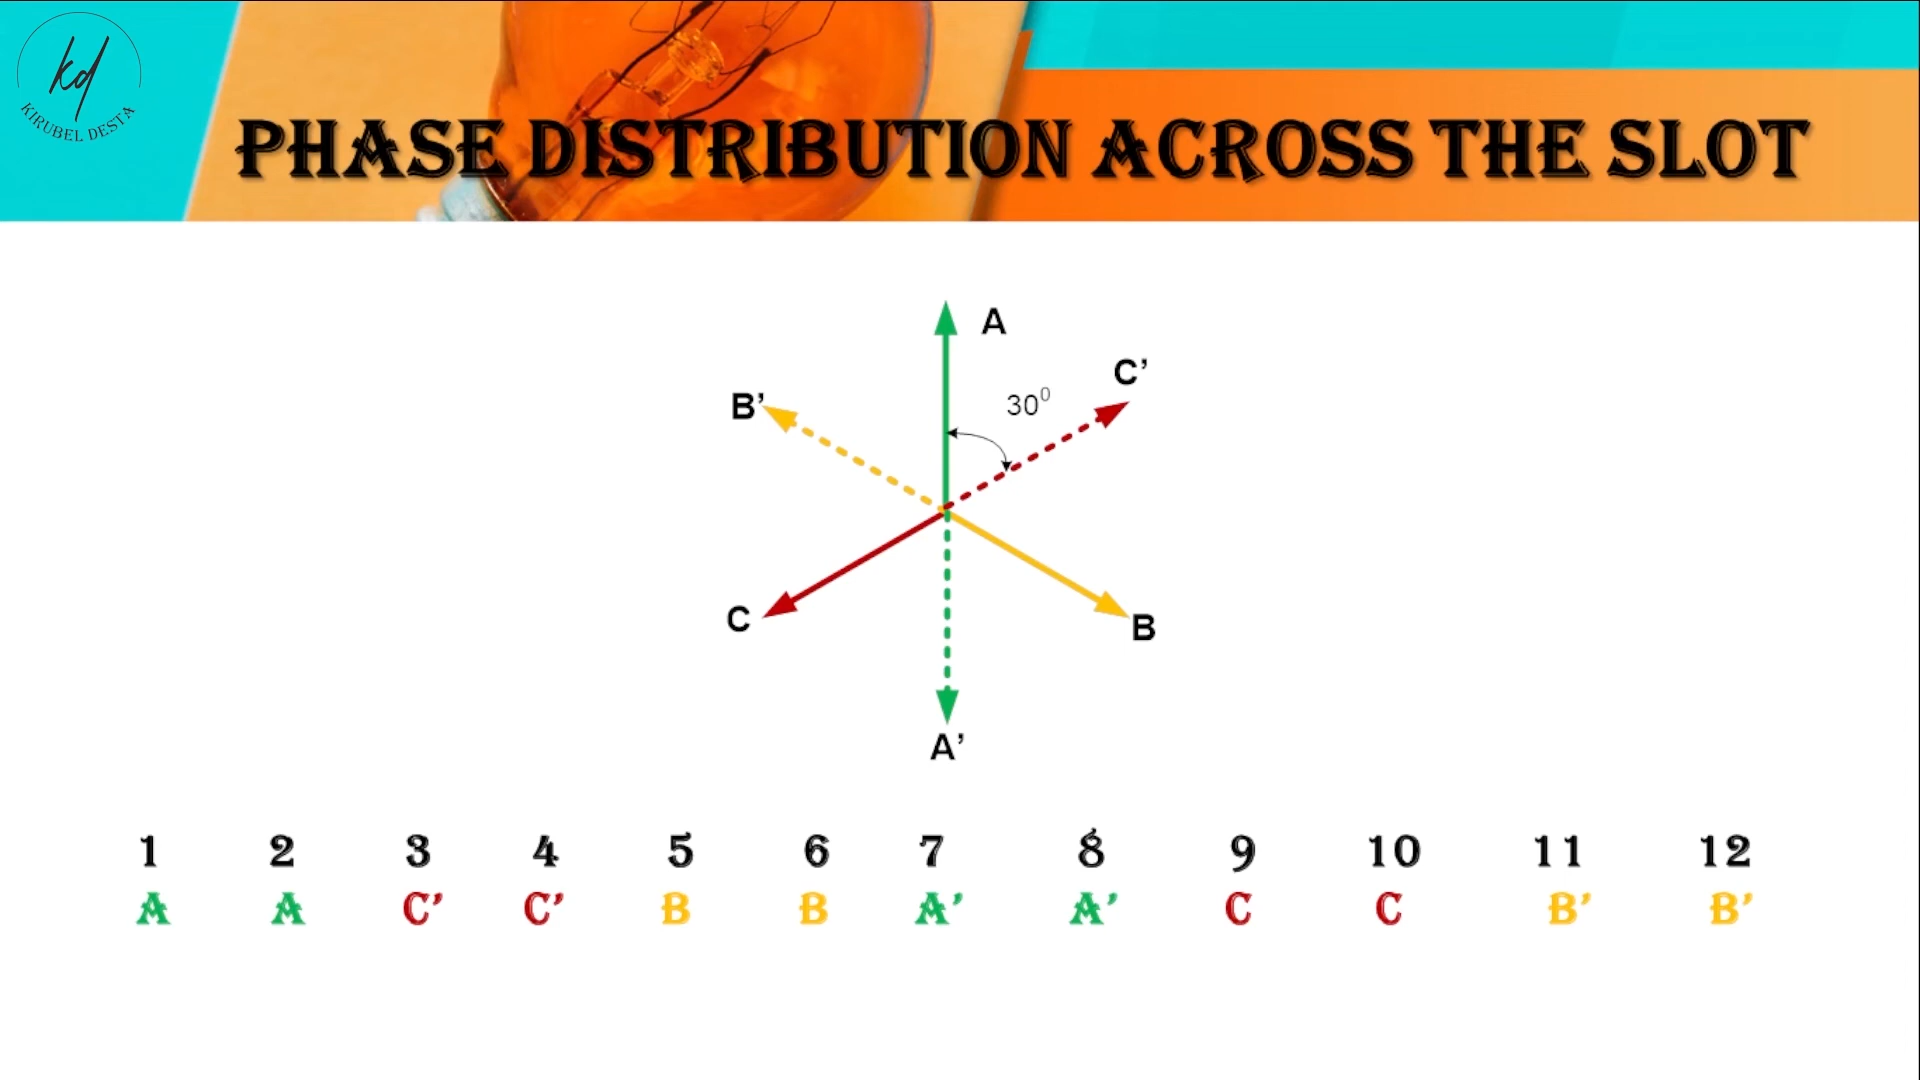 kd
KIRUBEL DESTA
PHASE DISTRIBUTION ACROSS THE SLOT
A
C’
30⁰
B’
C
B
A’
1 2 3 4 5 6 7 8 9 10 11 12
A A C’ C’ B B A’ A’ C C B’ B’